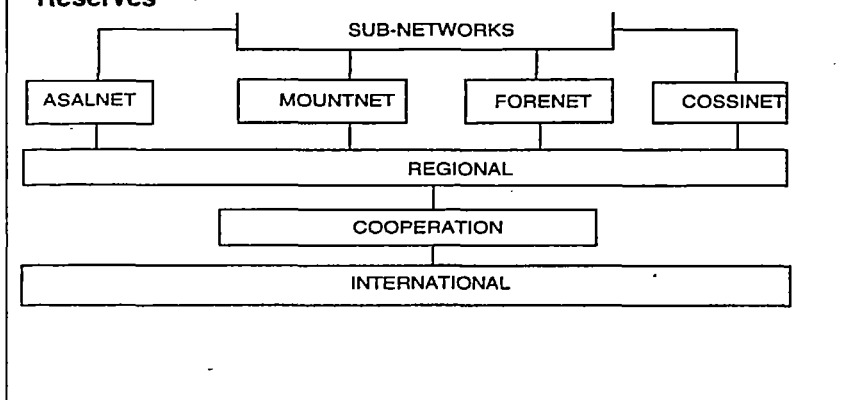 Reserves
SUB-NETWORKS
ASALNET MOUNTNET FORENET COSSINET
REGIONAL
COOPERATION
INTERNATIONAL